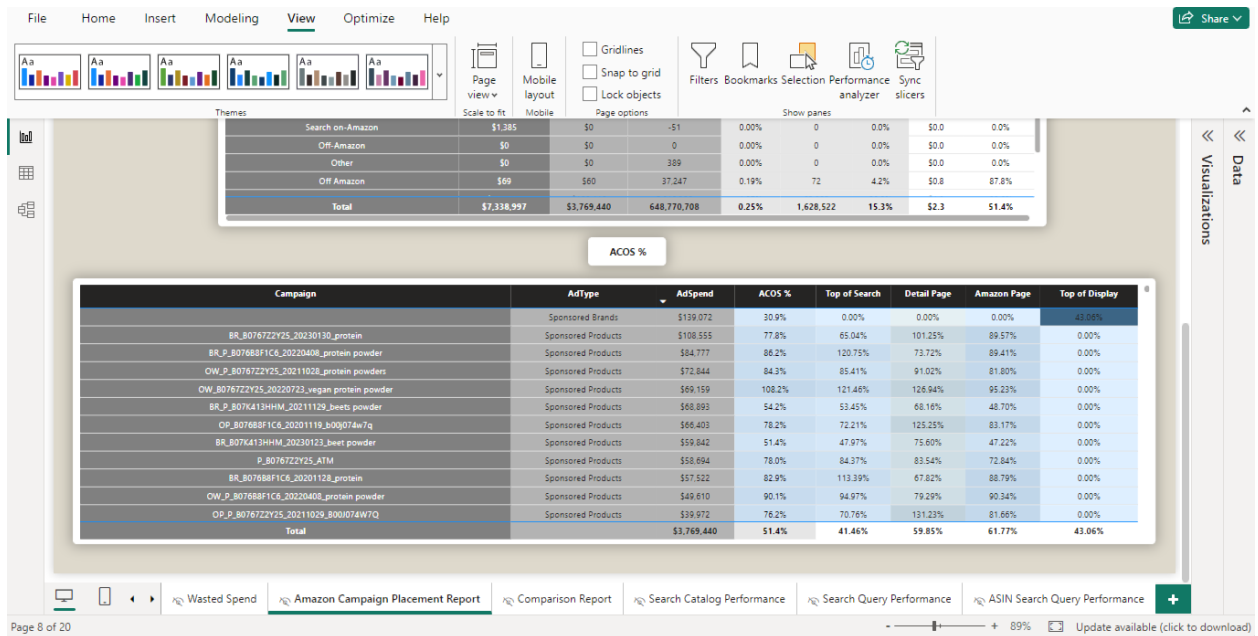 File Home Insert Modeling View Optimize Help Share
Aa Aa Aa Aa Aa Aa
Page view
Mobile layout
Gridlines
Snap to grid
Lock objects
Filters Bookmarks Selection Performance analyzer Sync slicers
Themes Scale to fit Mobile Page options Show panes
Search on-Amazon $1,385 $0 -51 0.00% 0 0.0% $0.0 0.0%
Off-Amazon $0 $0 0 0.00% 0 0.0% $0.0 0.0%
Other $0 $0 389 0.00% 0 0.0% $0.0 0.0%
Off Amazon $69 $60 37,247 0.19% 72 4.2% $0.8 87.8%
Total $7,338,997 $3,769,440 648,770,708 0.25% 1,628,522 15.3% $2.3 51.4%
Visualizations
Data
ACOS %
Campaign AdType AdSpend ACOS % Top of Search Detail Page Amazon Page Top of Display
Sponsored Brands $139,072 30.9% 0.00% 0.00% 0.00% 43.06%
BR_B0767Z2Y25_20230130_protein Sponsored Products $108,555 77.8% 65.04% 101.25% 89.57% 0.00%
BR_P_B076B8F1C6_20220408_protein powder Sponsored Products $84,777 86.2% 120.75% 73.72% 89.41% 0.00%
OW_P_B0767Z2Y25_20211028_protein powders Sponsored Products $72,844 84.3% 85.41% 91.02% 81.80% 0.00%
OW_B0767Z2Y25_20220723_vegan protein powder Sponsored Products $69,159 108.2% 121.46% 126.94% 95.23% 0.00%
BR_P_B07K413HHM_20211129_beets powder Sponsored Products $68,893 54.2% 53.45% 68.16% 48.70% 0.00%
OP_B076B8F1C6_20201119_b00j074w7q Sponsored Products $66,403 78.2% 72.21% 125.25% 83.17% 0.00%
BR_B07K413HHM_20230123_beet powder Sponsored Products $59,842 51.4% 47.97% 75.60% 47.22% 0.00%
P_B0767Z2Y25_ATM Sponsored Products $58,694 78.0% 84.37% 83.54% 72.84% 0.00%
BR_B076B8F1C6_20201128_protein Sponsored Products $57,522 82.9% 113.39% 67.82% 88.79% 0.00%
OW_P_B076B8F1C6_20220408_protein powder Sponsored Products $49,610 90.1% 94.97% 79.29% 90.34% 0.00%
OP_P_B0767Z2Y25_20211029_B00J074W7Q Sponsored Products $39,972 76.2% 70.76% 131.23% 81.66% 0.00%
Total $3,769,440 51.4% 41.46% 59.85% 61.77% 43.06%
Wasted Spend Amazon Campaign Placement Report Comparison Report Search Catalog Performance Search Query Performance ASIN Search Query Performance +
Page 8 of 20 - + 89% Update available (click to download)